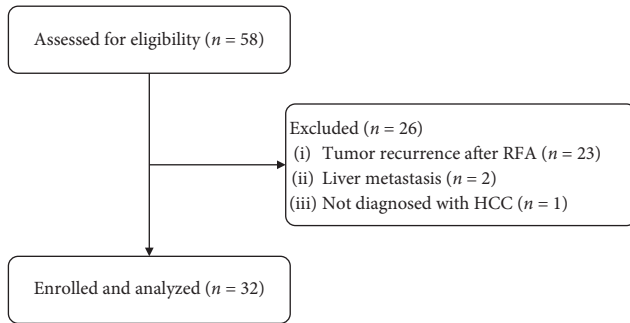 Assessed for eligibility (n = 58)
Excluded (n = 26)
(i) Tumor recurrence after RFA (n = 23)
(ii) Liver metastasis (n = 2)
(iii) Not diagnosed with HCC (n = 1)
Enrolled and analyzed (n = 32)